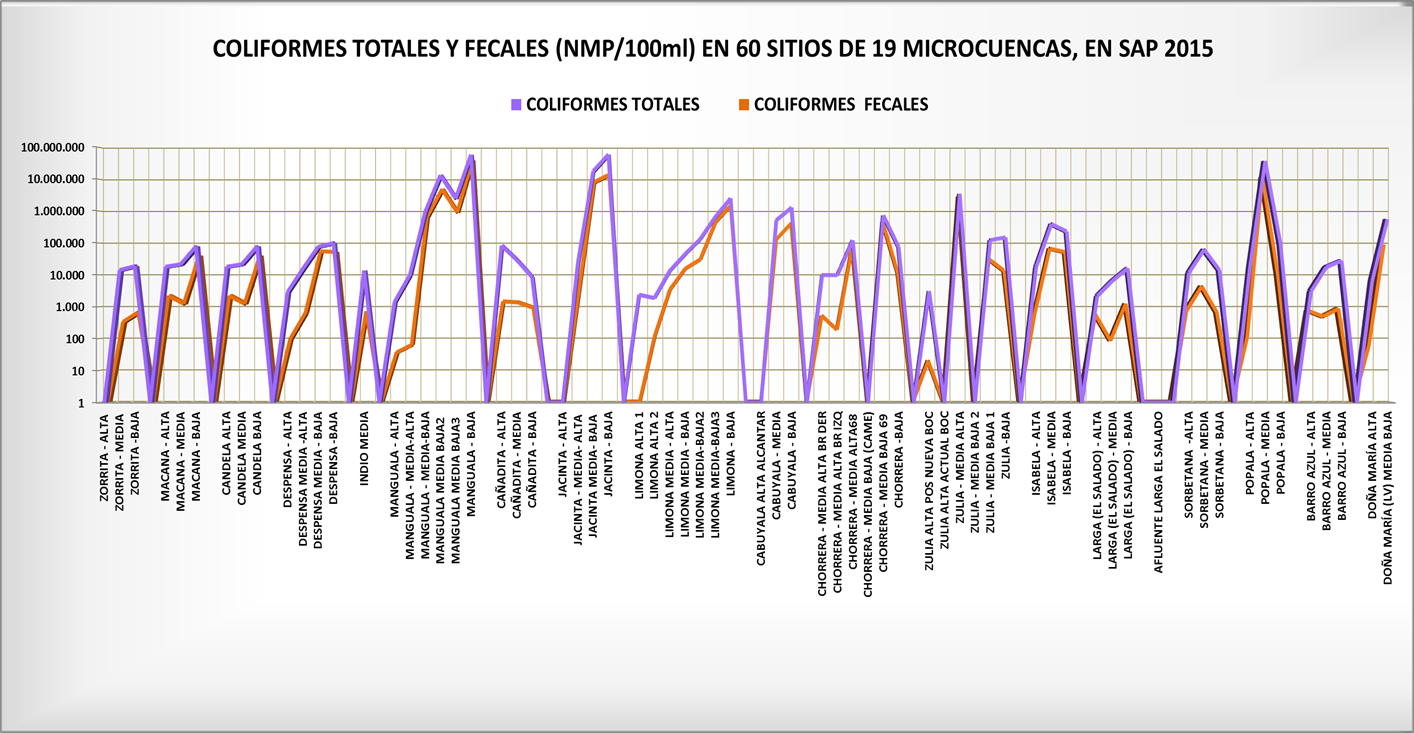 COLIFORMES TOTALES Y FECALES (NMP/100ml) EN 60 SITIOS DE 19 MICROCUENCAS, EN SAP 2015
COLIFORMES TOTALES
COLIFORMES FECALES
100.000.000
10.000.000
1.000.000
100.000
10.000
1.000
100
10
1
ZORRITA - ALTA
ZORRITA - MEDIA
ZORRITA -BAJA
MACANA - ALTA
MACANA - MEDIA
MACANA - BAJA
CANDELA ALTA
CANDELA MEDIA
CANDELA BAJA
DESPENSA - ALTA
DESPENSA MEDIA -ALTA
DESPENSA MEDIA - BAJA
DESPENSA -BAJA
INDIO MEDIA
MANGUALA - ALTA
MANGUALA - MEDIA-ALTA
MANGUALA - MEDIA-BAJA
MANGUALA MEDIA BAJA2
MANGUALA MEDIA BAJA3
MANGUALA - BAJA
CAÑADITA - ALTA
CAÑADITA - MEDIA
CAÑADITA -BAJA
JACINTA - ALTA
JACINTA - MEDIA-ALTA
JACINTA MEDIA- BAJA
JACINTA - BAJA
LIMONA ALTA 1
LIMONA ALTA 2
LIMONA MEDIA - ALTA
LIMONA MEDIA - BAJA
LIMONA MEDIA-BAJA2
LIMONA MEDIA-BAJA3
LIMONA - BAJA
CABUYALA ALTA ALCANTAR
CABUYALA - MEDIA
CABUYALA - BAJA
CHORRERA - MEDIA ALTA BR DER
CHORRERA - MEDIA ALTA BR IZQ
CHORRERA - MEDIA ALTA68
CHORRERA - MEDIA BAJA (CAME)
CHORRERA - MEDIA BAJA 69
CHORRERA -BAJA
ZULIA ALTA POS NUEVA BOC
ZULIA ALTA ACTUAL BOC
ZULIA - MEDIA ALTA
ZULIA - MEDIA BAJA 2
ZULIA - MEDIA BAJA 1
ZULIA -BAJA
ISABELA - ALTA
ISABELA - MEDIA
ISABELA - BAJA
LARGA (EL SALADO) - ALTA
LARGA (EL SALADO) - MEDIA
LARGA (EL SALADO) - BAJA
AFLUENTE LARGA EL SALADO
SORBETANA - ALTA
SORBETANA - MEDIA
SORBETANA - BAJA
POPALA - ALTA
POPALA - MEDIA
POPALA - BAJA
BARRO AZUL - ALTA
BARRO AZUL - MEDIA
BARRO AZUL - BAJA
DOÑA MARÍA ALTA
DOÑA MARÍA (LV) MEDIA BAJA